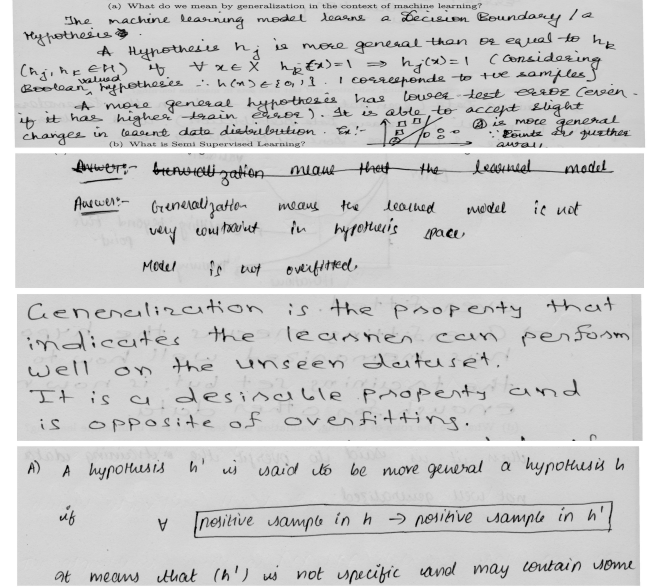 (a) What do we mean by generalization in the context of machine learning?
The machine learning model learns a Decision Boundary / a
Hypothesis.
A Hypothesis hj is more general than or equal to hk
(hj, hk ∈ H) if ∀ x ∈ X hk(x)=1 ⇒ hj(x)=1 (Considering
Boolean valued hypothesis ∴ h(x) ∈ {0,1}. 1 corresponds to +ve samples)
A more general hypothesis has lower test error (even
if it has higher train error). It is able to accept slight
changes in learnt data distribution. Ex:-
② is more general
∵ Points are further
away.
(b) What is Semi Supervised Learning?
Answer:- Generalization means that the learned model
Answer:- Generalization means the learned model is not
very constraint in hypothesis space.
Model is not overfitted.
Generalization is the property that
indicates the learner can perform
well on the unseen dataset.
It is a desirable property and
is opposite of overfitting.
A) A hypothesis h' is said to be more general a hypothesis h
if ∀ positive sample in h → positive sample in h'
It means that (h') is not specific and may contain some